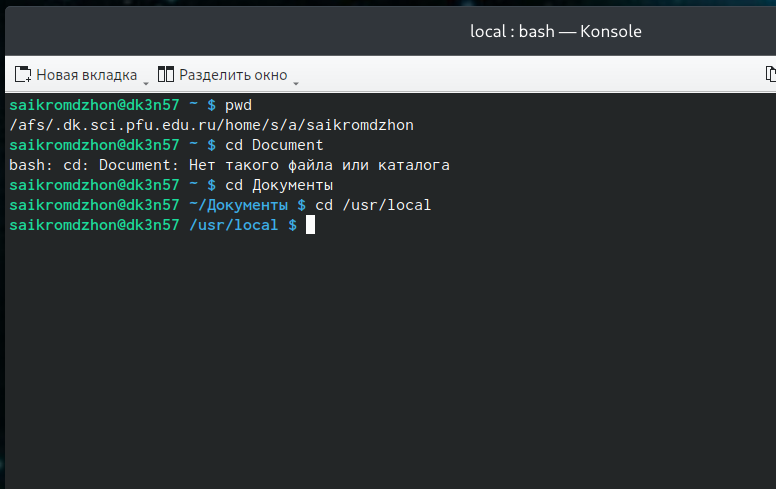 local : bash — Konsole
Новая вкладка Разделить окно
saikromdzhon@dk3n57 ~ $ pwd
/afs/.dk.sci.pfu.edu.ru/home/s/a/saikromdzhon
saikromdzhon@dk3n57 ~ $ cd Document
bash: cd: Document: Нет такого файла или каталога
saikromdzhon@dk3n57 ~ $ cd Документы
saikromdzhon@dk3n57 ~/Документы $ cd /usr/local
saikromdzhon@dk3n57 /usr/local $